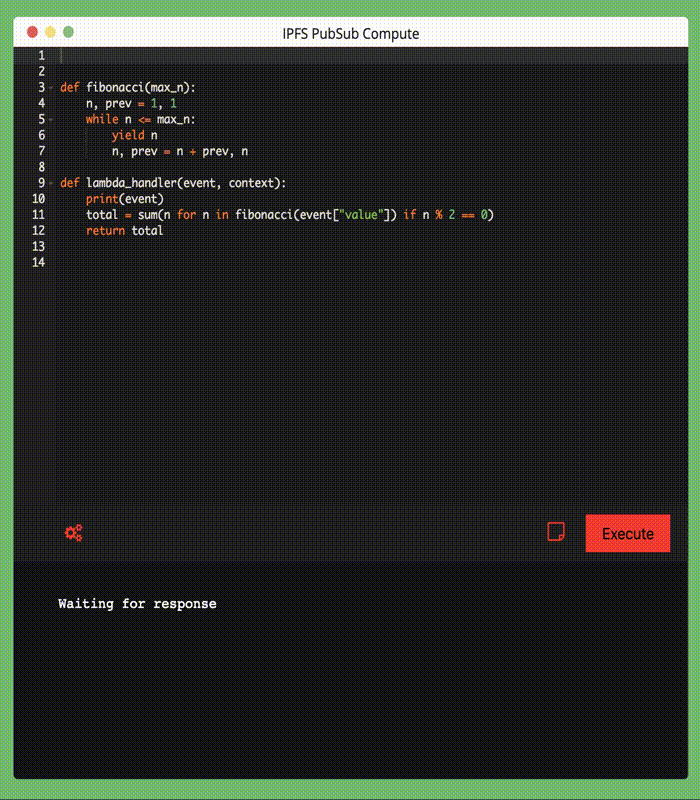 IPFS PubSub Compute
1
2
3 def fibonacci(max_n):
4     n, prev = 1, 1
5     while n <= max_n:
6         yield n
7         n, prev = n + prev, n
8
9 def lambda_handler(event, context):
10     print(event)
11     total = sum(n for n in fibonacci(event["value"]) if n % 2 == 0)
12     return total
13
14
Execute
Waiting for response